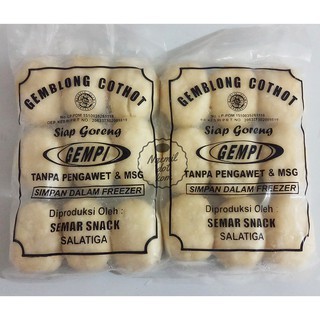 GEMBLONG COTHOT
Siap Goreng
GEMPI
TANPA PENGAWET & MSG
SIMPAN DALAM FREEZER
Diproduksi Oleh :
SEMAR SNACK
SALATIGA
GEMBLONG COTHOT
Siap Goreng
GEMPI
TANPA PENGAWET & MSG
SIMPAN DALAM FREEZER
Diproduksi Oleh :
SEMAR SNACK
SALATIGA